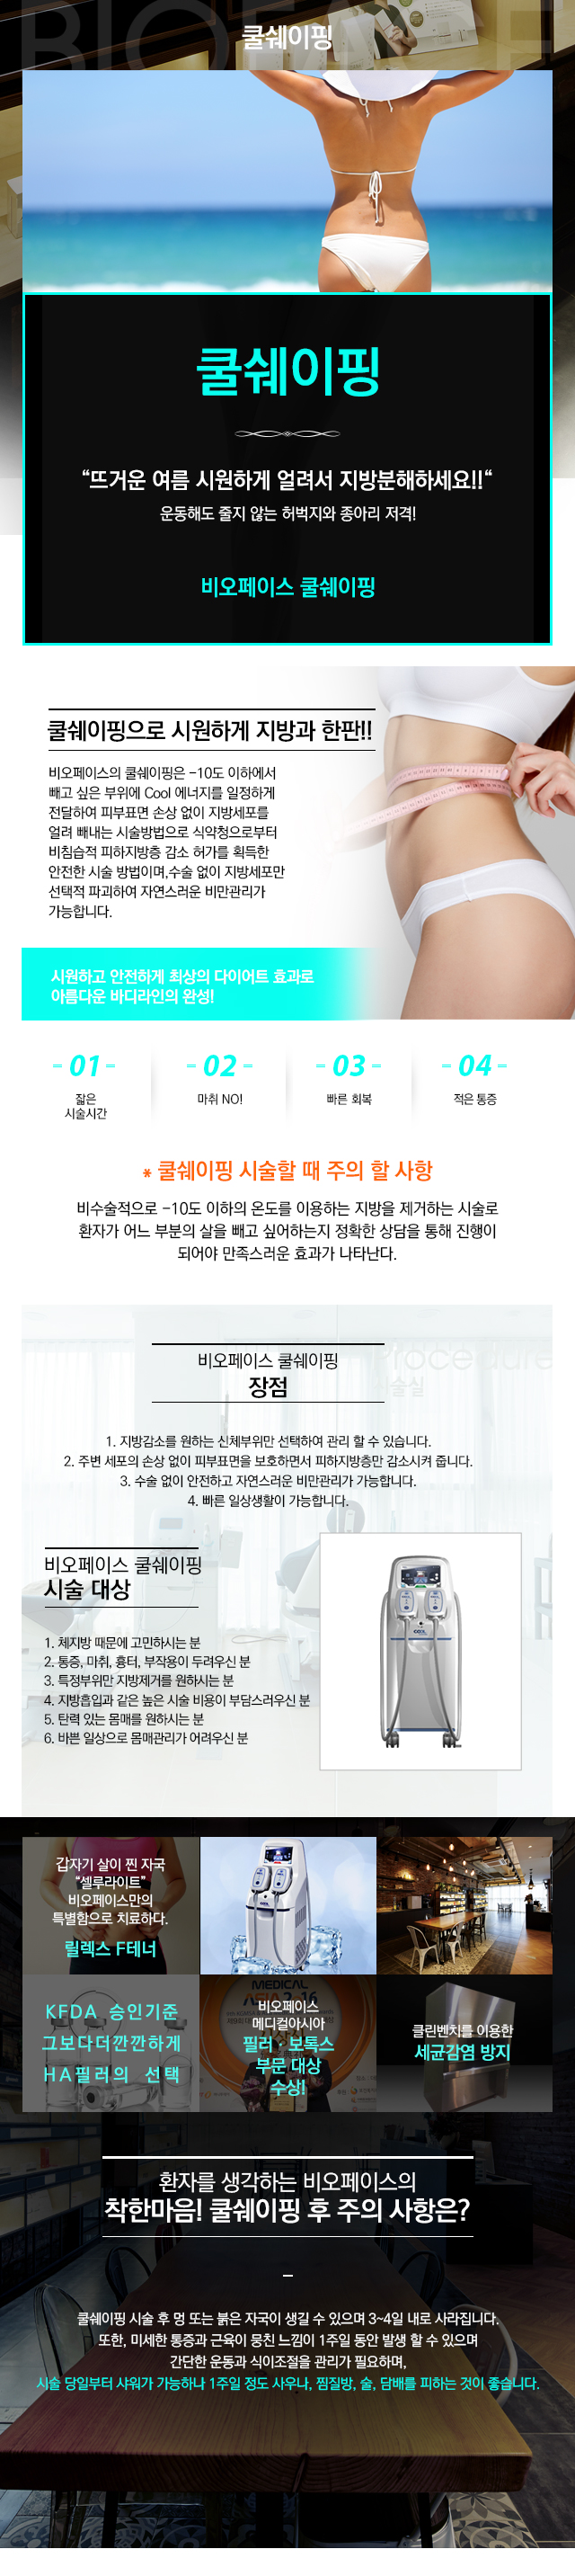 BIOFACE
쿨쉐이핑
쿨쉐이핑
“뜨거운 여름 시원하게 얼려서 지방분해하세요!!“
운동해도 줄지 않는 허벅지와 종아리 저격!
비오페이스 쿨쉐이핑
쿨쉐이핑으로 시원하게 지방과 한판!!
비오페이스의 쿨쉐이핑은 -10도 이하에서
빼고 싶은 부위에 Cool 에너지를 일정하게
전달하여 피부표면 손상 없이 지방세포를
얼려 빼내는 시술방법으로 식약청으로부터
비침습적 피하지방층 감소 허가를 획득한
안전한 시술 방법이며,수술 없이 지방세포만
선택적 파괴하여 자연스러운 비만관리가
가능합니다.
시원하고 안전하게 최상의 다이어트 효과로
아름다운 바디라인의 완성!
- 01 -
짧은
시술시간
- 02 -
마취 NO!
- 03 -
빠른 회복
- 04 -
적은 통증
* 쿨쉐이핑 시술할 때 주의 할 사항
비수술적으로 -10도 이하의 온도를 이용하는 지방을 제거하는 시술로
환자가 어느 부분의 살을 빼고 싶어하는지 정확한 상담을 통해 진행이
되어야 만족스러운 효과가 나타난다.
비오페이스 쿨쉐이핑
장점
1. 지방감소를 원하는 신체부위만 선택하여 관리 할 수 있습니다.
2. 주변 세포의 손상 없이 피부표면을 보호하면서 피하지방층만 감소시켜 줍니다.
3. 수술 없이 안전하고 자연스러운 비만관리가 가능합니다.
4. 빠른 일상생활이 가능합니다.
비오페이스 쿨쉐이핑
시술 대상
1. 체지방 때문에 고민하시는 분
2. 통증, 마취, 흉터, 부작용이 두려우신 분
3. 특정부위만 지방제거를 원하시는 분
4. 지방흡입과 같은 높은 시술 비용이 부담스러우신 분
5. 탄력 있는 몸매를 원하시는 분
6. 바쁜 일상으로 몸매관리가 어려우신 분
COOL
갑자기 살이 찐 자국
“셀루라이트”
비오페이스만의
특별함으로 치료하다.
릴렉스 F테너
KFDA 승인기준
그보다더깐깐하게
HA필러의 선택
MEDICAL
ASIA 2016
비오페이스
메디컬아시아
필러 보톡스
부문 대상
수상!
클린벤치를 이용한
세균감염 방지
환자를 생각하는 비오페이스의
착한마음! 쿨쉐이핑 후 주의 사항은?
쿨쉐이핑 시술 후 멍 또는 붉은 자국이 생길 수 있으며 3~4일 내로 사라집니다.
또한, 미세한 통증과 근육이 뭉친 느낌이 1주일 동안 발생 할 수 있으며
간단한 운동과 식이조절을 관리가 필요하며,
시술 당일부터 샤워가 가능하나 1주일 정도 사우나, 찜질방, 술, 담배를 피하는 것이 좋습니다.